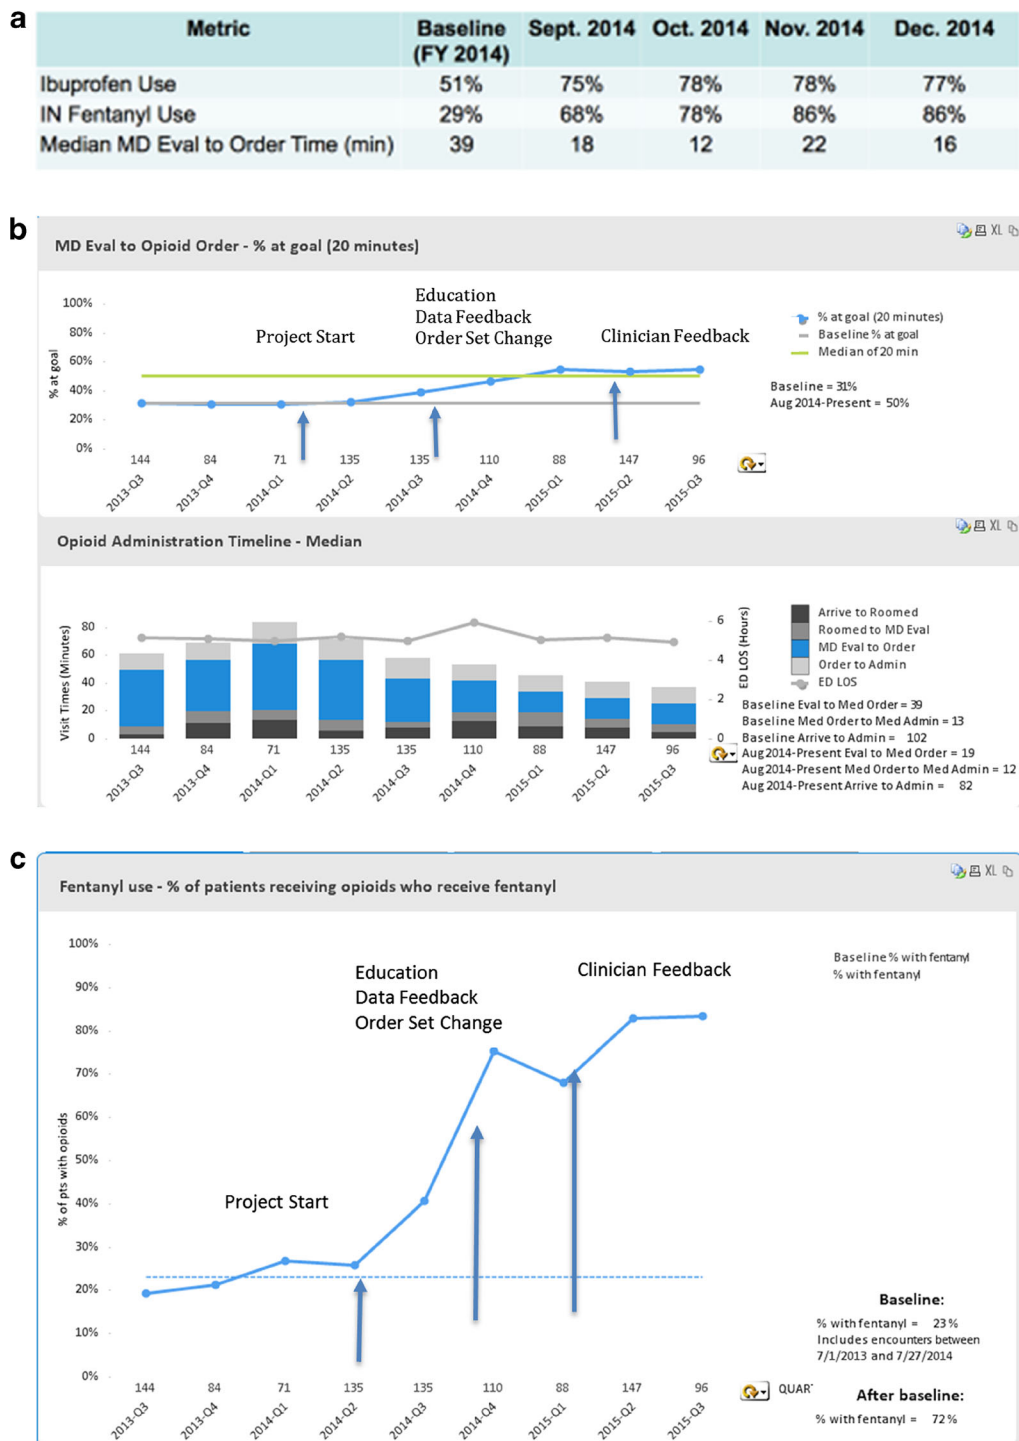 a
Metric Baseline (FY 2014) Sept. 2014 Oct. 2014 Nov. 2014 Dec. 2014
Ibuprofen Use 51% 75% 78% 78% 77%
IN Fentanyl Use 29% 68% 78% 86% 86%
Median MD Eval to Order Time (min) 39 18 12 22 16
b
MD Eval to Opioid Order - % at goal (20 minutes)
XL
% at goal
100%
80%
60%
40%
20%
0%
Project Start
Education
Data Feedback
Order Set Change
Clinician Feedback
% at goal (20 minutes)
Baseline % at goal
Median of 20 min
Baseline = 31%
Aug 2014-Present = 50%
144 84 71 135 135 110 88 147 96
2013-Q3 2013-Q4 2014-Q1 2014-Q2 2014-Q3 2014-Q4 2015-Q1 2015-Q2 2015-Q3
Opioid Administration Timeline - Median
XL
Visit Times (Minutes)
80
60
40
20
0
ED LOS (Hours)
6
4
2
0
Arrive to Roomed
Roomed to MD Eval
MD Eval to Order
Order to Admin
ED LOS
Baseline Eval to Med Order = 39
Baseline Med Order to Med Admin = 13
Baseline Arrive to Admin = 102
Aug2014-Present Eval to Med Order = 19
Aug2014-Present Med Order to Med Admin = 12
Aug2014-Present Arrive to Admin = 82
144 84 71 135 135 110 88 147 96
2013-Q3 2013-Q4 2014-Q1 2014-Q2 2014-Q3 2014-Q4 2015-Q1 2015-Q2 2015-Q3
c
Fentanyl use - % of patients receiving opioids who receive fentanyl
XL
% of pts with opioids
100%
90%
80%
70%
60%
50%
40%
30%
20%
10%
0%
Project Start
Education
Data Feedback
Order Set Change
Clinician Feedback
Baseline % with fentanyl
% with fentanyl
Baseline:
% with fentanyl = 23%
Includes encounters between
7/1/2013 and 7/27/2014
After baseline:
% with fentanyl = 72%
144 84 71 135 135 110 88 147 96
QUAR
2013-Q3 2013-Q4 2014-Q1 2014-Q2 2014-Q3 2014-Q4 2015-Q1 2015-Q2 2015-Q3